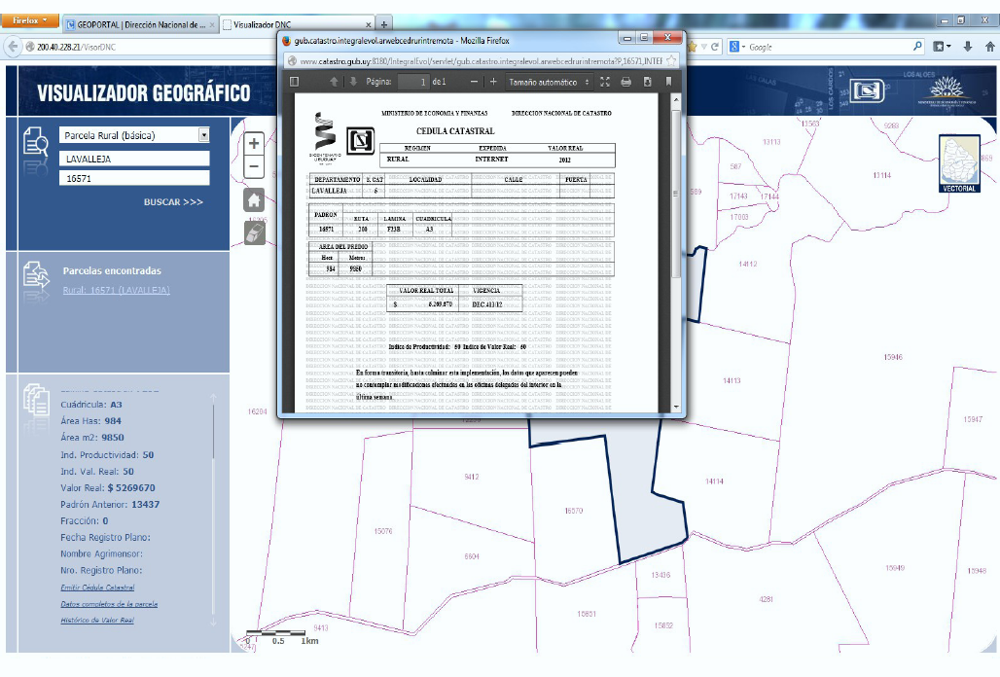 Firefox
GEOPORTAL | Dirección Nacional de ...
Visualizador DNC
200.40.228.21/VisorDNC
Google
gub.catastro.integralevol.arwebcedrurintremota - Mozilla Firefox
www.catastro.gub.uy:8180/IntegralEvol/servlet/gub.catastro.integralevol.arwebcedrurintremota?P,16571,INTEF
Página: 1 de 1
Tamaño automático
VISUALIZADOR GEOGRÁFICO
Parcela Rural (básica)
LAVALLEJA
16571
BUSCAR >>>
Parcelas encontradas
Rural: 16571 (LAVALLEJA)
Cuádricula: A3
Área Has: 984
Área m2: 9850
Ind. Productividad: 50
Ind. Val. Real: 50
Valor Real: $ 5269670
Padrón Anterior: 13437
Fracción: 0
Fecha Registro Plano:
Nombre Agrimensor:
Nro. Registro Plano:
Emitir Cédula Catastral
Datos completos de la parcela
Histórico de Valor Real
MINISTERIO DE ECONOMIA Y FINANZAS DIRECCION NACIONAL DE CATASTRO
BICENTENARIO
URUGUAY
CEDULA CATASTRAL
REGIMEN EXPEDIDA VALOR REAL
RURAL INTERNET 2012
DEPARTAMENTO S. CAT LOCALIDAD CALLE PUERTA
LAVALLEJA 5
PADRON RUTA LAMINA CUADRICULA
16571 200 F23B A3
AREA DEL PREDIO
Hect Metros
984 9850
VALOR REAL TOTAL VIGENCIA
$ 5.269.670 DEC.411/12
Indice de Productividad: 50 Indice de Valor Real: 50
En forma transitoria, hasta culminar esta implementación, los datos que aparecen pueden
no contemplar modificaciones efectuadas en las oficinas delegadas del interior en la
última semana.
VECTORIAL
13563
9283
13113
587
13114
17143
17144
17093
14112
15946
14113
16284
15947
9412
14114
16570
15076
6604
13436
15949
15948
4281
15851
15852
9413
0 0.5 1km